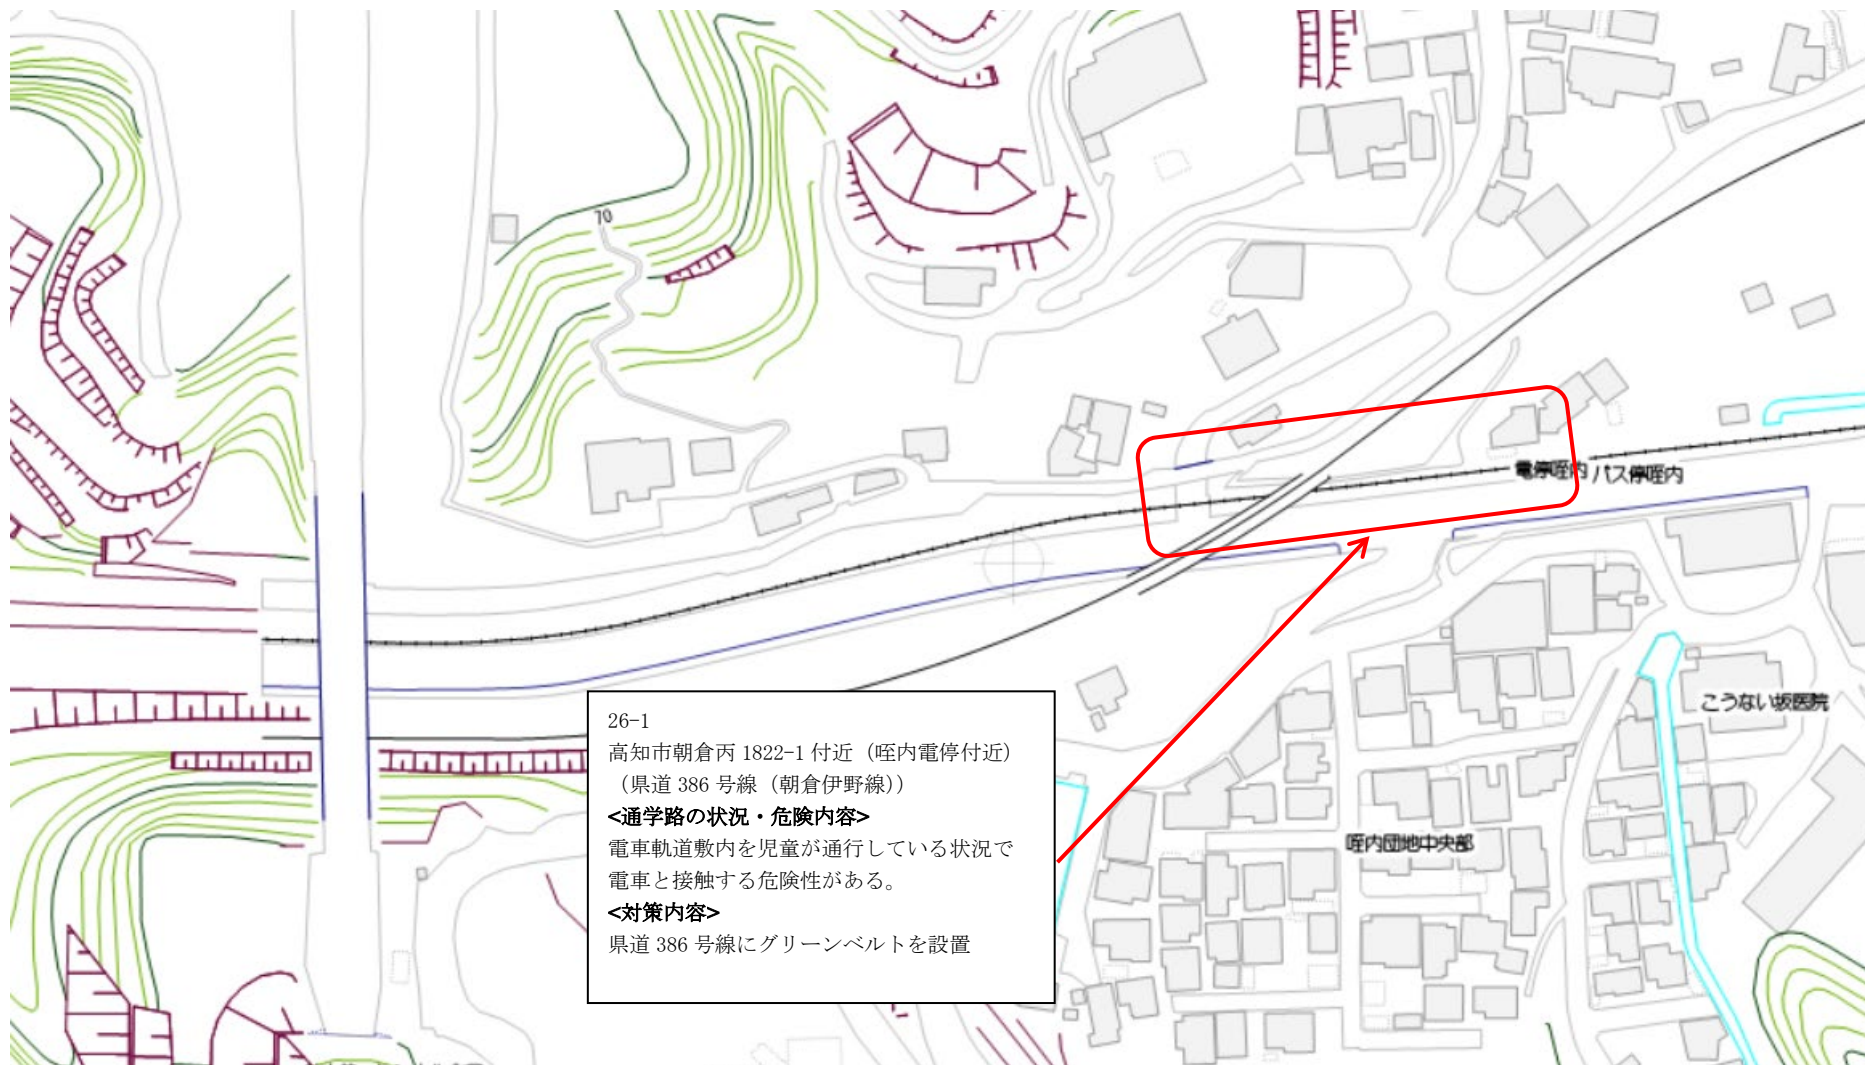 70
電停咥内 バス停咥内
こうない坂医院
26-1
高知市朝倉丙 1822-1 付近（咥内電停付近）
（県道 386 号線（朝倉伊野線））
<通学路の状況・危険内容>
電車軌道敷内を児童が通行している状況で
電車と接触する危険性がある。
<対策内容>
県道 386 号線にグリーンベルトを設置
咥内団地中央部